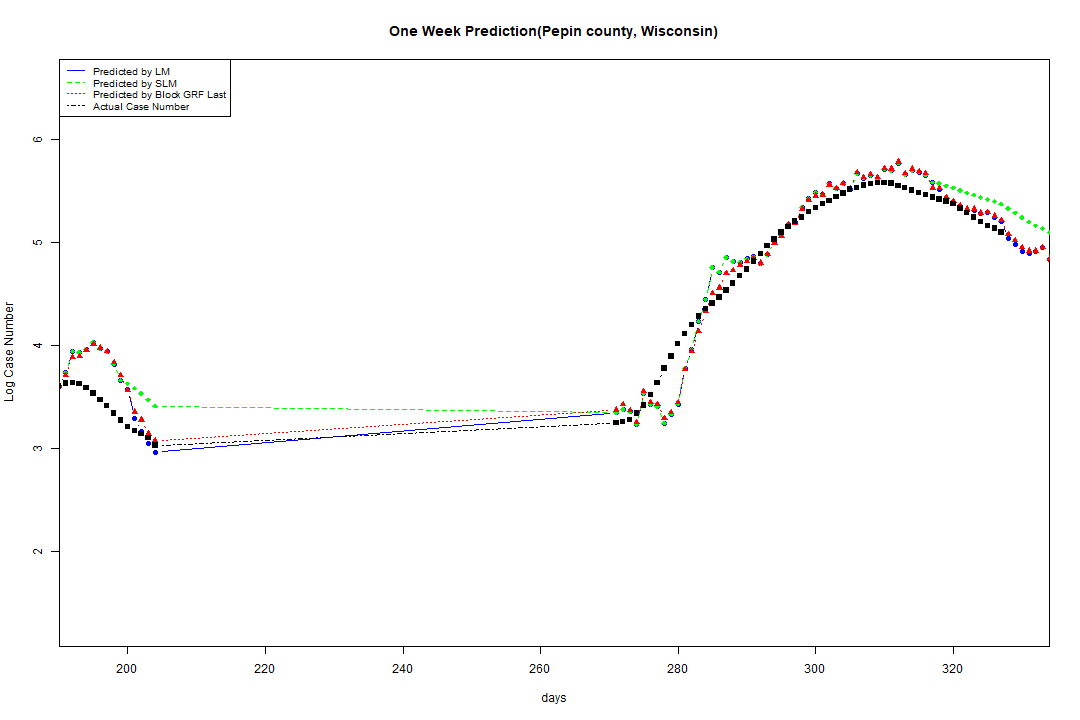 One Week Prediction(Pepin county, Wisconsin)
Predicted by LM
Predicted by SLM
Predicted by Block GRF Last
Actual Case Number
Log Case Number
6
5
4
3
2
200 220 240 260 280 300 320
days